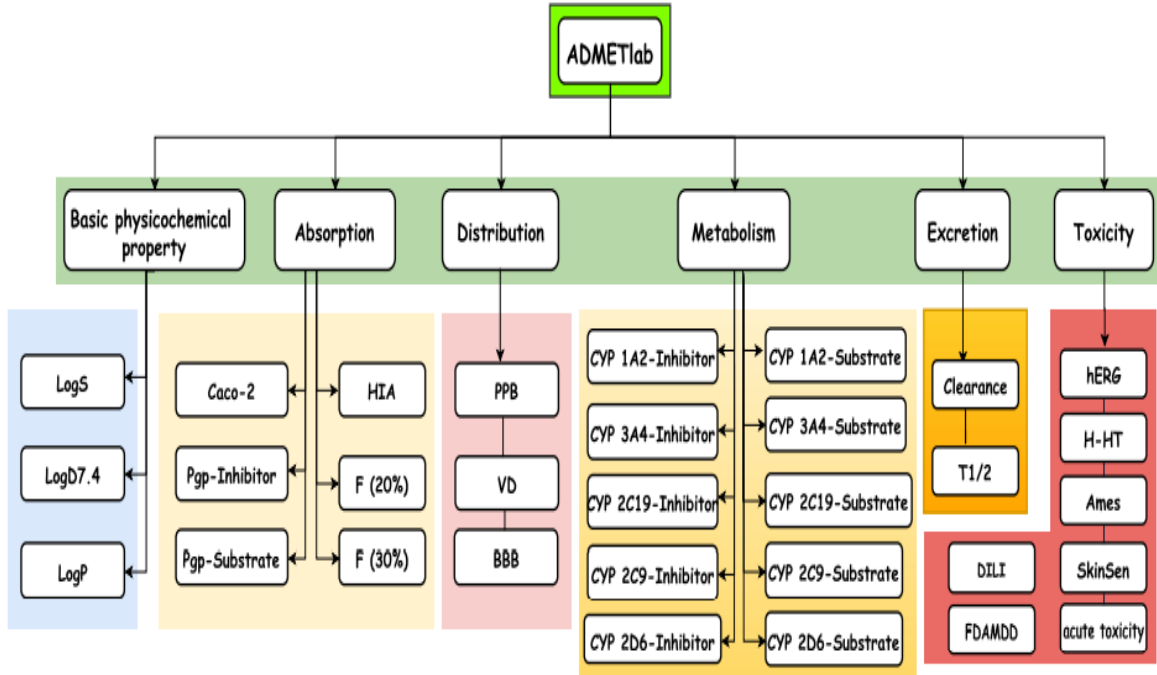 ADMETlab
Basic physicochemical
property
Absorption
Distribution
Metabolism
Excretion
Toxicity
LogS
LogD7.4
LogP
Caco-2
HIA
Pgp-Inhibitor
F (20%)
Pgp-Substrate
F (30%)
PPB
VD
BBB
CYP 1A2-Inhibitor
CYP 1A2-Substrate
CYP 3A4-Inhibitor
CYP 3A4-Substrate
CYP 2C19-Inhibitor
CYP 2C19-Substrate
CYP 2C9-Inhibitor
CYP 2C9-Substrate
CYP 2D6-Inhibitor
CYP 2D6-Substrate
Clearance
T1/2
hERG
H-HT
Ames
DILI
SkinSen
FDAMDD
acute toxicity